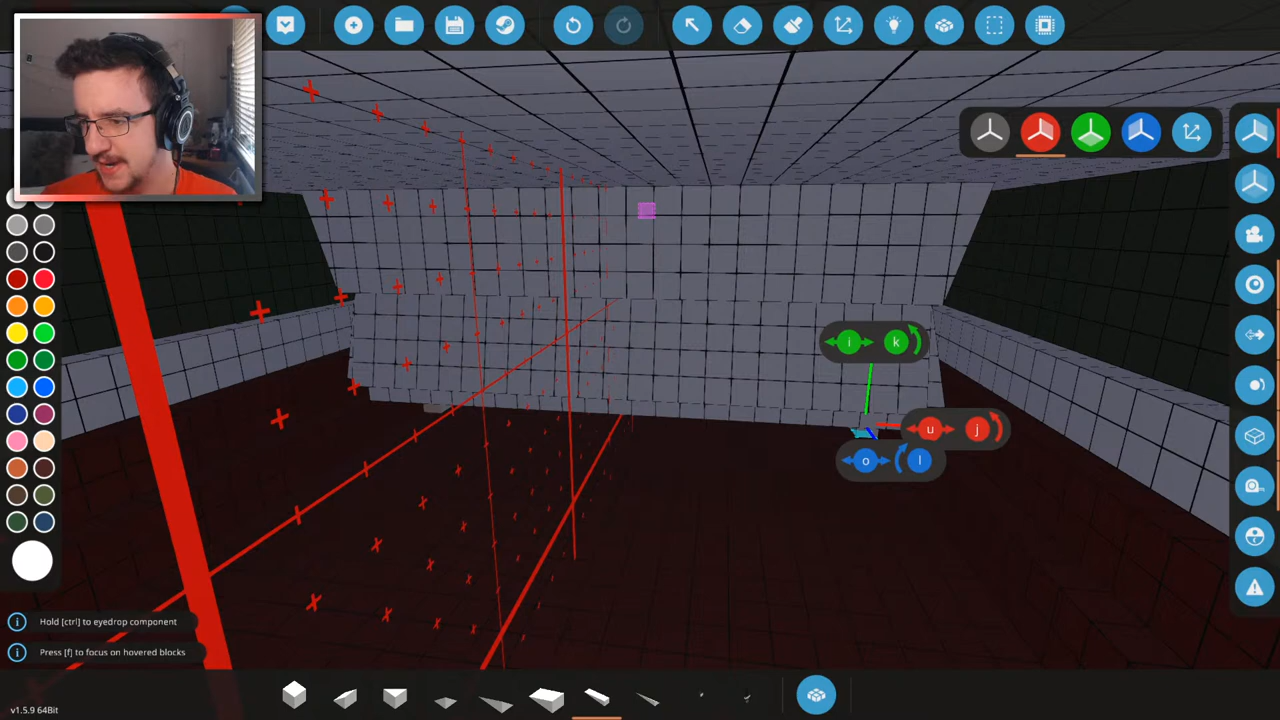 i k
u j
o l
Hold [ctrl] to eyedrop component
Press [f] to focus on hovered blocks
v1.5.9 64Bit